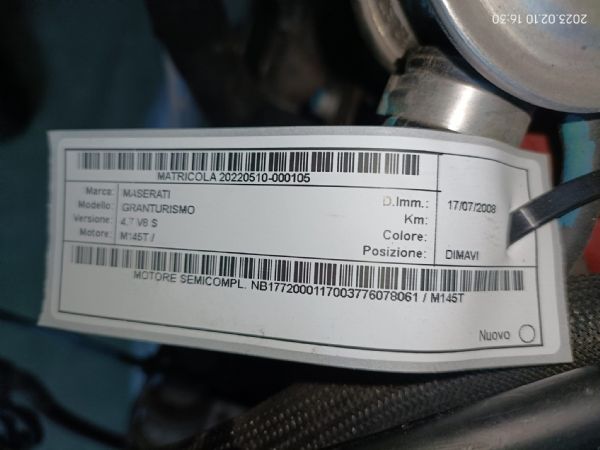 2023.02.10 16:30
MATRICOLA 20220510-000105
Marca: MASERATI D.Imm.: 17/07/2008
Modello: GRANTURISMO Km:
Versione: 4.7 V8 S Colore:
Motore: M145T / Posizione: DIMAVI
MOTORE SEMICOMPL. NB1772000117003776078061 / M145T
Nuovo